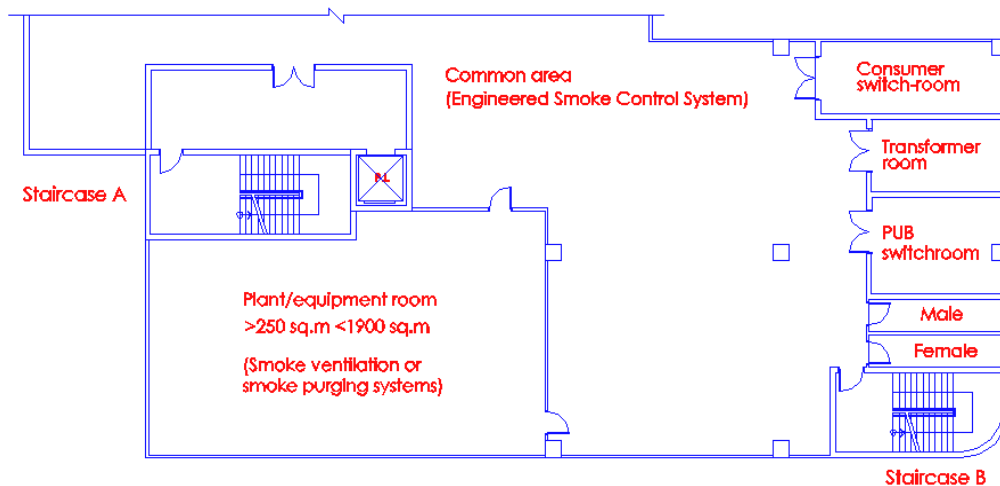 Common area
(Engineered Smoke Control System)
Consumer
switch-room
Transformer
room
Staircase A
PUB
switchroom
Plant/equipment room
>250 sq.m <1900 sq.m
(Smoke ventilation or
smoke purging systems)
Male
Female
Staircase B